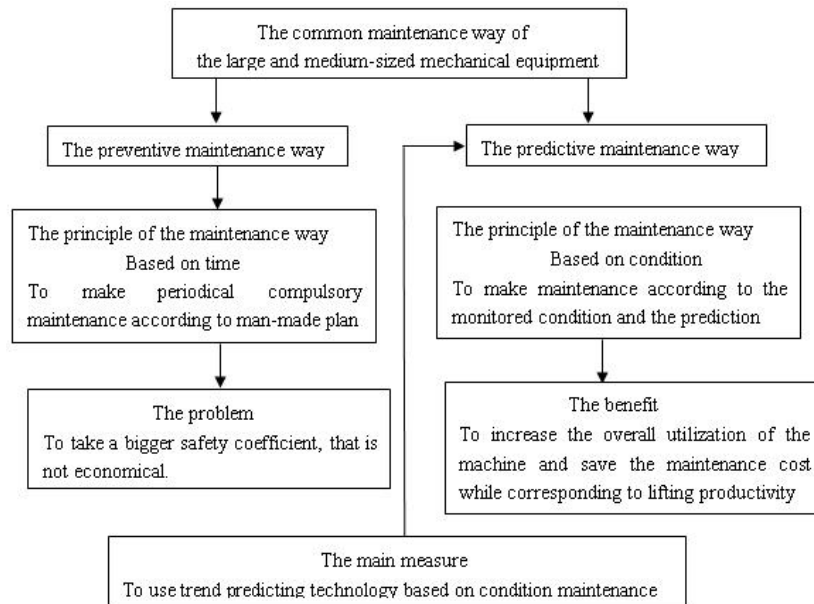 The common maintenance way of
the large and medium-sized mechanical equipment
The preventive maintenance way
The predictive maintenance way
The principle of the maintenance way
Based on time
To make periodical compulsory
maintenance according to man-made plan
The principle of the maintenance way
Based on condition
To make maintenance according to the
monitored condition and the prediction
The problem
To take a bigger safety coefficient, that is
not economical.
The benefit
To increase the overall utilization of the
machine and save the maintenance cost
while corresponding to lifting productivity
The main measure
To use trend predicting technology based on condition maintenance